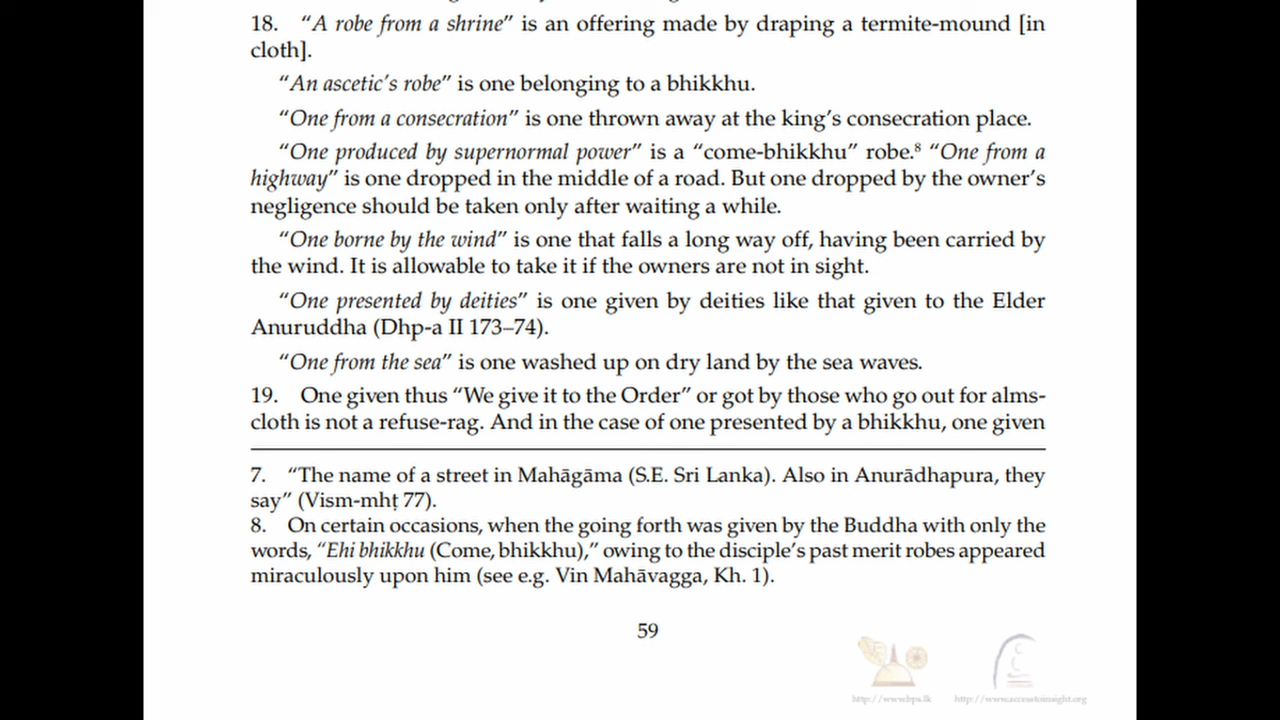 18. “A robe from a shrine” is an offering made by draping a termite-mound [in
cloth].
“An ascetic’s robe” is one belonging to a bhikkhu.
“One from a consecration” is one thrown away at the king’s consecration place.
“One produced by supernormal power” is a “come-bhikkhu” robe.⁸ “One from a
highway” is one dropped in the middle of a road. But one dropped by the owner’s
negligence should be taken only after waiting a while.
“One borne by the wind” is one that falls a long way off, having been carried by
the wind. It is allowable to take it if the owners are not in sight.
“One presented by deities” is one given by deities like that given to the Elder
Anuruddha (Dhp-a II 173–74).
“One from the sea” is one washed up on dry land by the sea waves.
19. One given thus “We give it to the Order” or got by those who go out for alms-
cloth is not a refuse-rag. And in the case of one presented by a bhikkhu, one given
7. “The name of a street in Mahāgāma (S.E. Sri Lanka). Also in Anurādhapura, they
say” (Vism-mhṭ 77).
8. On certain occasions, when the going forth was given by the Buddha with only the
words, “Ehi bhikkhu (Come, bhikkhu),” owing to the disciple’s past merit robes appeared
miraculously upon him (see e.g. Vin Mahāvagga, Kh. 1).
59
http://www.bps.lk http://www.accesstoinsight.org